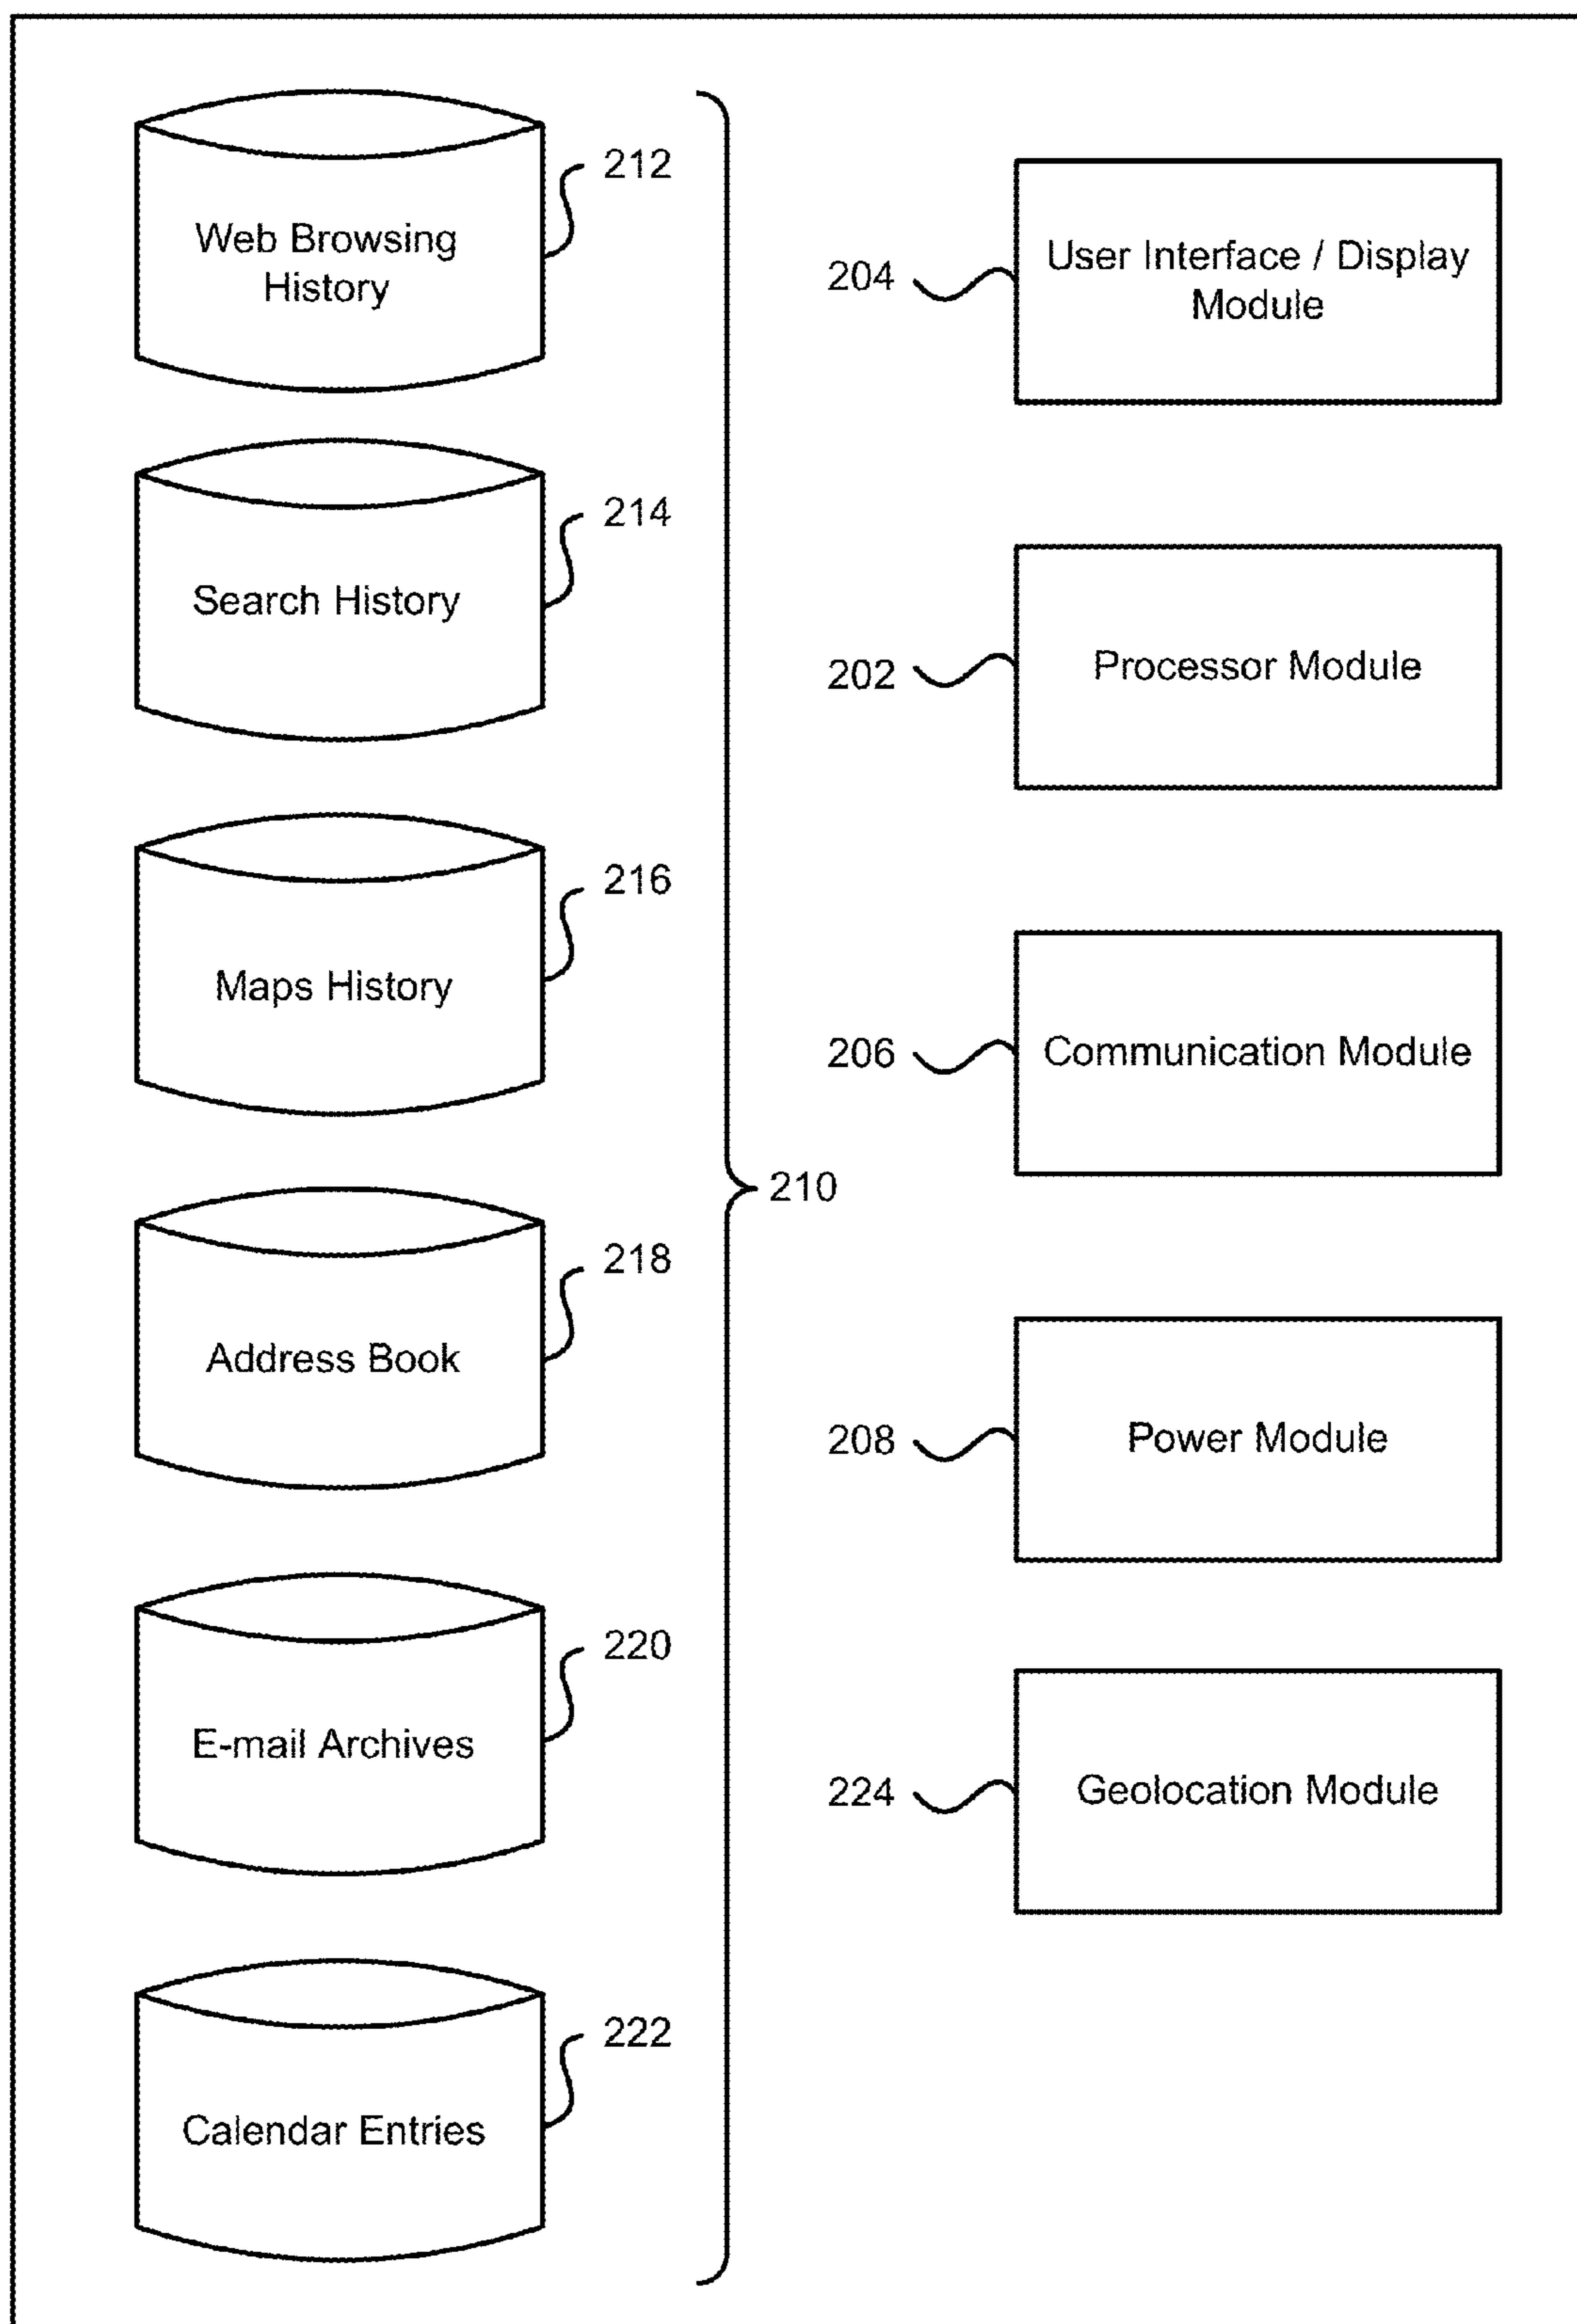 212
Web Browsing
History
214
Search History
216
Maps History
218
Address Book
220
E-mail Archives
222
Calendar Entries
210
204
User Interface / Display
Module
202
Processor Module
206
Communication Module
208
Power Module
224
Geolocation Module